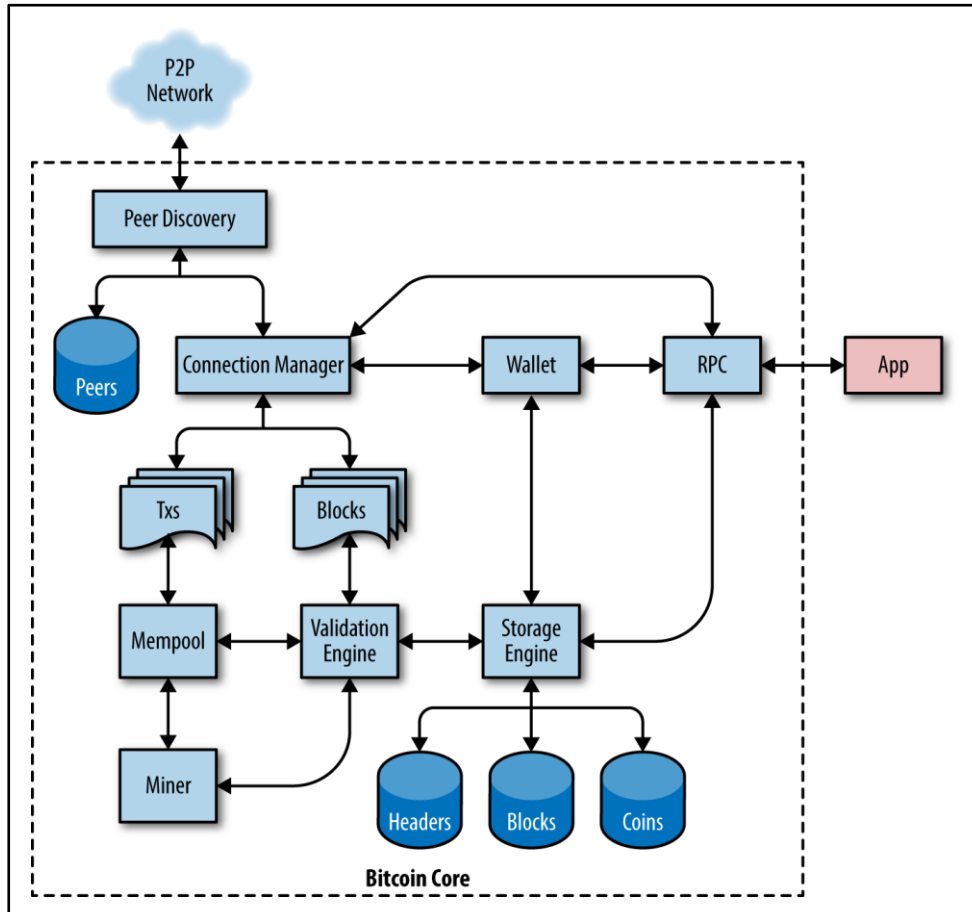 P2P
Network
Peer Discovery
Peers
Connection Manager
Wallet
RPC
App
Txs
Blocks
Mempool
Validation
Engine
Storage
Engine
Miner
Headers
Blocks
Coins
Bitcoin Core